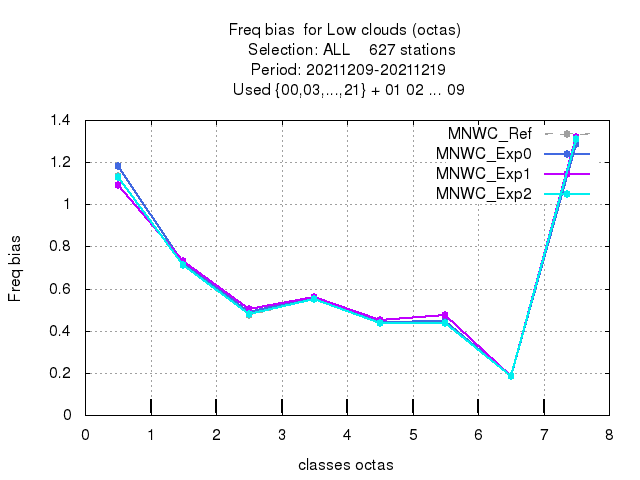 Freq bias  for Low clouds (octas)
Selection: ALL    627 stations
Period: 20211209-20211219
Used {00,03,...,21} + 01 02 ... 09
1.4
1.2
1
0.8
0.6
0.4
0.2
0
Freq bias
MNWC_Ref
MNWC_Exp0
MNWC_Exp1
MNWC_Exp2
0 1 2 3 4 5 6 7 8
classes octas